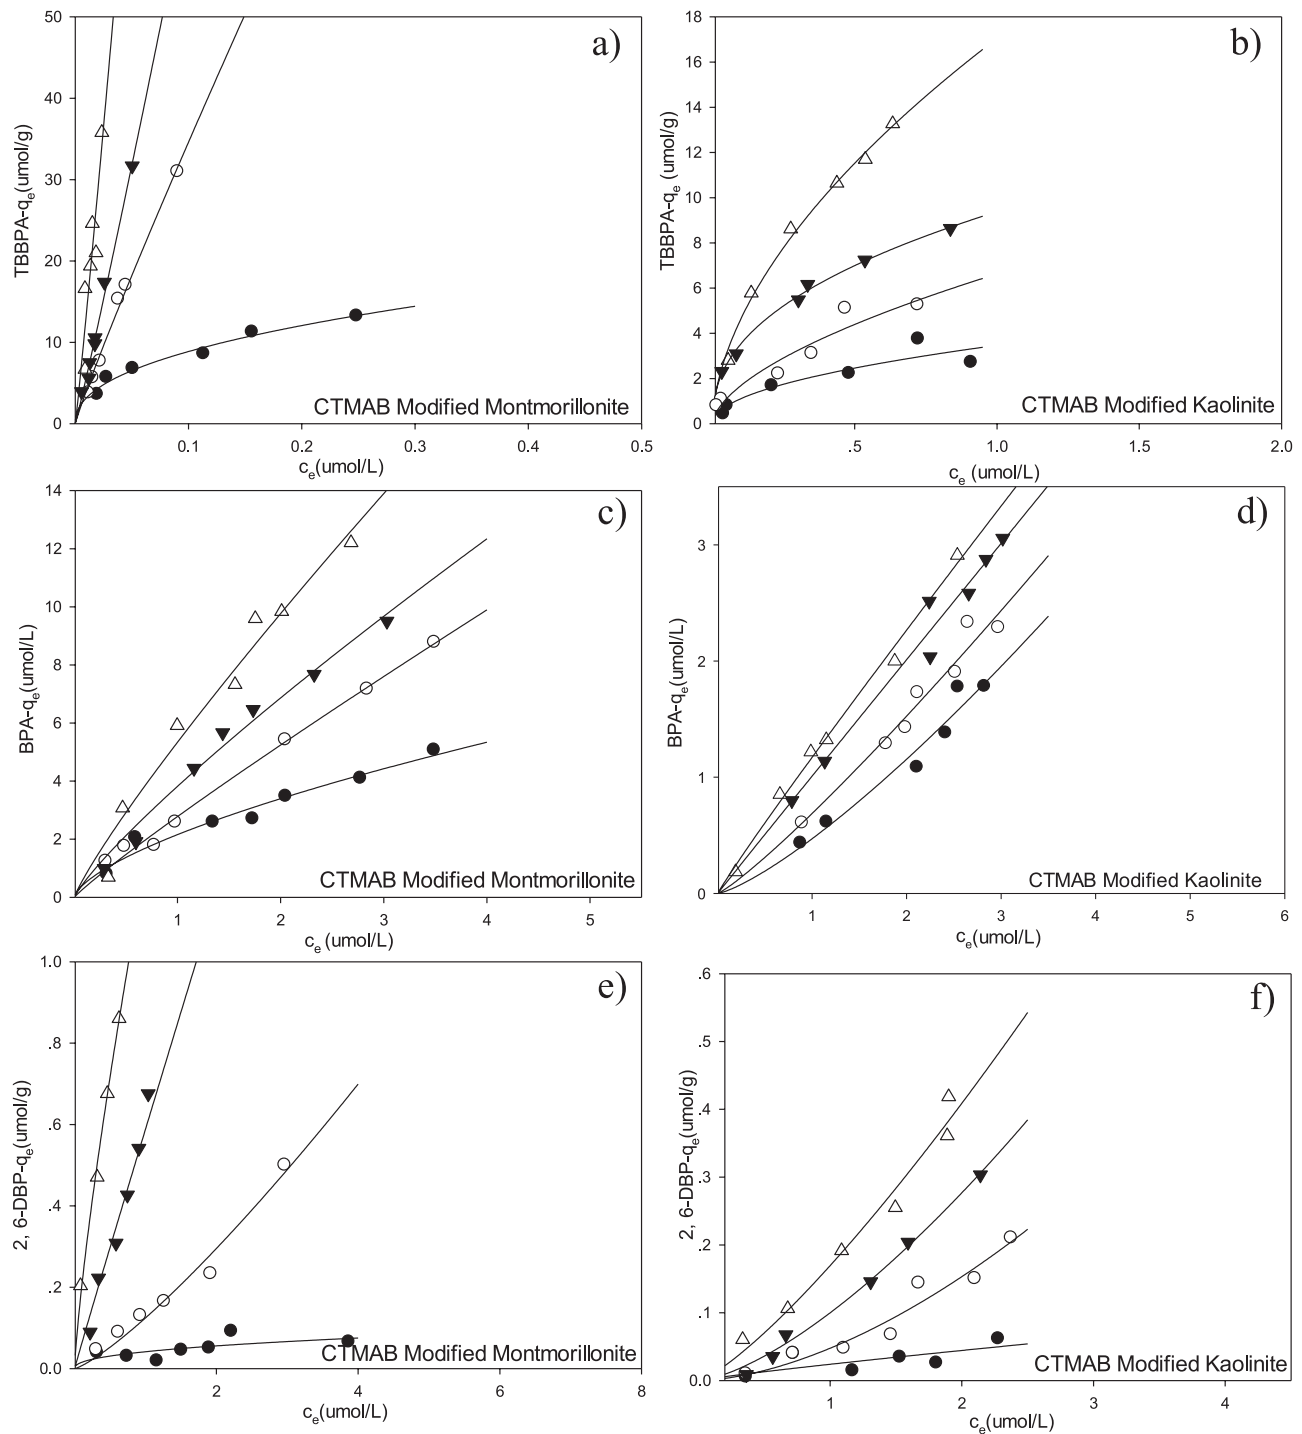 50
40
30
20
10
0
TBBPA-qe(umol/g)
a)
CTMAB Modified Montmorillonite
0.1
0.2
0.3
0.4
0.5
ce(umol/L)
18
16
14
12
10
8
6
4
2
0
TBBPA-qe (umol/g)
b)
CTMAB Modified Kaolinite
.5
1.0
1.5
2.0
ce (umol/L)
14
12
10
8
6
4
2
0
BPA-qe(umol/L)
c)
CTMAB Modified Montmorillonite
1
2
3
4
5
ce (umol/L)
3
2
1
0
BPA-qe(umol/L)
d)
CTMAB Modified Kaolinite
1
2
3
4
5
6
ce(umol/L)
1.0
.8
.6
.4
.2
0.0
2, 6-DBP-qe(umol/g)
e)
CTMAB Modified Montmorillonite
2
4
6
8
ce(umol/L)
.6
.5
.4
.3
.2
.1
0.0
2, 6-DBP-qe(umol/g)
f)
CTMAB Modified Kaolinite
1
2
3
4
ce(umol/L)